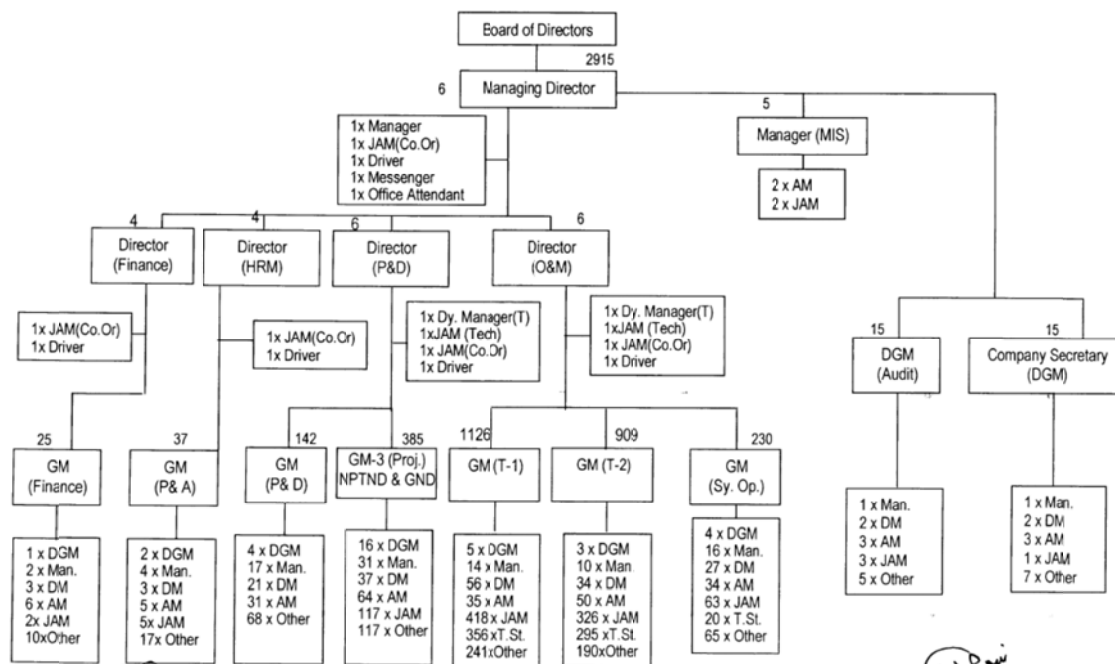 Board of Directors
2915
6
Managing Director
5
Manager (MIS)
1x Manager
1x JAM(Co.Or)
1x Driver
1x Messenger
1x Office Attendant
2 x AM
2 x JAM
4
Director
(Finance)
4
Director
(HRM)
6
Director
(P&D)
6
Director
(O&M)
1x JAM(Co.Or)
1x Driver
1x JAM(Co.Or)
1x Driver
1x Dy. Manager(T)
1xJAM (Tech)
1x JAM(Co.Or)
1x Driver
1x Dy. Manager(T)
1xJAM (Tech)
1x JAM(Co.Or)
1x Driver
15
DGM
(Audit)
15
Company Secretary
(DGM)
25
GM
(Finance)
37
GM
(P& A)
142
GM
(P& D)
385
GM-3 (Proj.)
NPTND & GND
1126
GM (T-1)
909
GM (T-2)
230
GM
(Sy. Op.)
1 x DGM
2 x Man.
3 x DM
6 x AM
2x JAM
10xOther
2 x DGM
4 x Man.
3 x DM
5 x AM
5x JAM
17x Other
4 x DGM
17 x Man.
21 x DM
31 x AM
68 x Other
16 x DGM
31 x Man.
37 x DM
64 x AM
117 x JAM
117 x Other
5 x DGM
14 x Man.
56 x DM
35 x AM
418 x JAM
356xT.St.
241xOther
3 x DGM
10 x Man.
34 x DM
50 x AM
326 x JAM
295 xT.St.
190xOther
4 x DGM
16 x Man.
27 x DM
34 x AM
63 x JAM
20 x T.St.
65 x Other
1 x Man.
2 x DM
3 x AM
3 x JAM
5 x Other
1 x Man.
2 x DM
3 x AM
1 x JAM
7 x Other